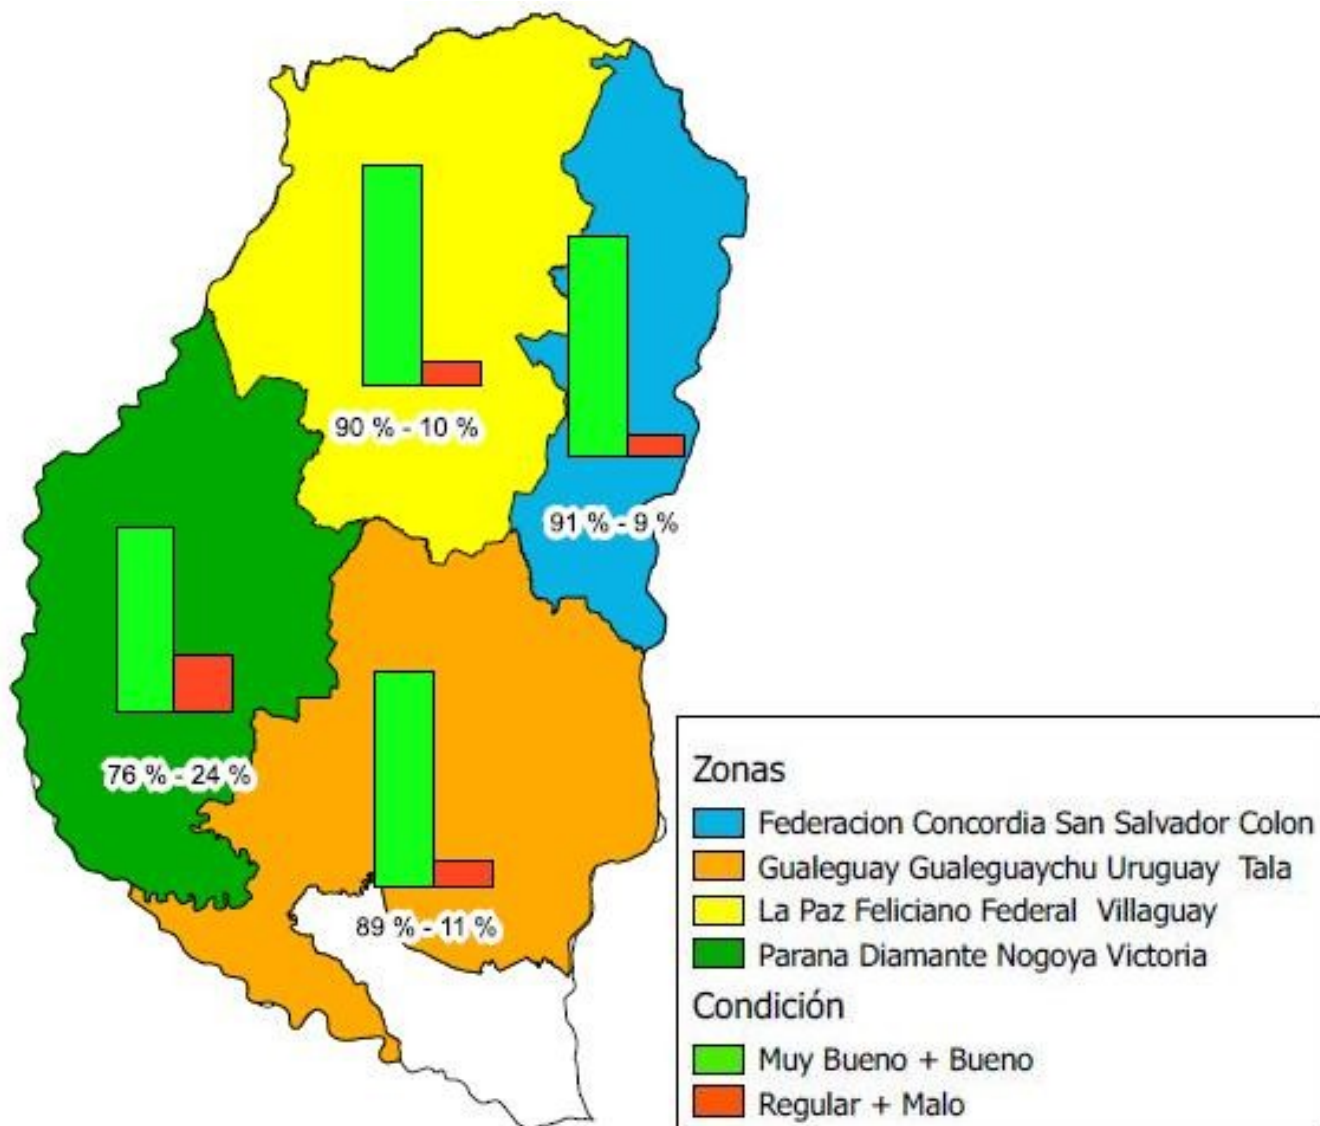 90 % - 10 %
91 % - 9 %
76 % - 24 %
89 % - 11 %
Zonas
Federacion Concordia San Salvador Colon
Gualeguay Gualeguaychu Uruguay Tala
La Paz Feliciano Federal Villaguay
Parana Diamante Nogoya Victoria
Condición
Muy Bueno + Bueno
Regular + Malo